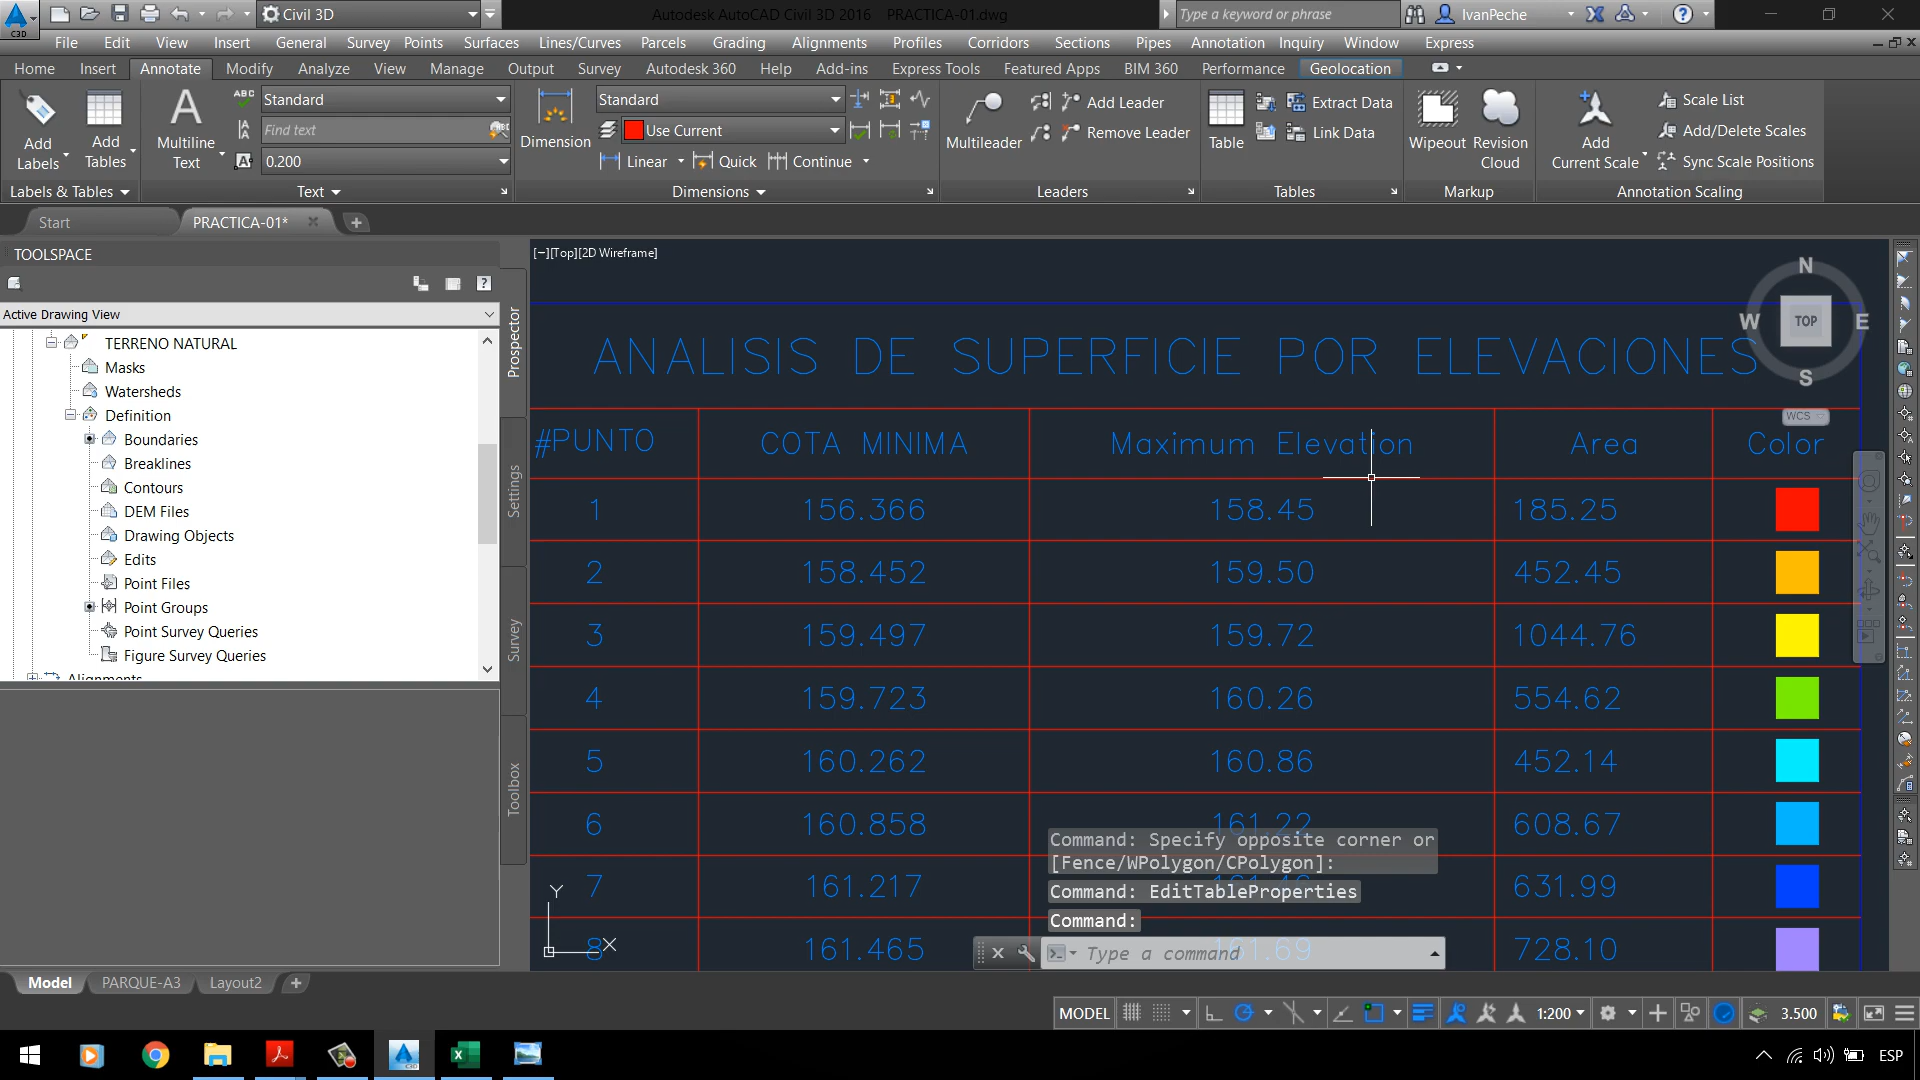 C3D Civil 3D Autodesk AutoCAD Civil 3D 2016 PRACTICA-01.dwg Type a keyword or phrase IvanPeche
File Edit View Insert General Survey Points Surfaces Lines/Curves Parcels Grading Alignments Profiles Corridors Sections Pipes Annotation Inquiry Window Express
Home Insert Annotate Modify Analyze View Manage Output Survey Autodesk 360 Help Add-ins Express Tools Featured Apps BIM 360 Performance Geolocation
Add Labels
Add Tables
Labels & Tables
Multiline Text
ABC Standard
Find text
0.200
Text
Dimension
Standard
Use Current
Linear Quick Continue
Dimensions
Multileader
Add Leader
Remove Leader
Leaders
Table
Extract Data
Link Data
Tables
Wipeout
Revision Cloud
Markup
Add Current Scale
Scale List
Add/Delete Scales
Sync Scale Positions
Annotation Scaling
Start PRACTICA-01*
TOOLSPACE
Active Drawing View
TERRENO NATURAL
Masks
Watersheds
Definition
Boundaries
Breaklines
Contours
DEM Files
Drawing Objects
Edits
Point Files
Point Groups
Point Survey Queries
Figure Survey Queries
Alignments
Prospector
Settings
Survey
Toolbox
[−][Top][2D Wireframe]
N
W TOP E
S
WCS
ANALISIS DE SUPERFICIE POR ELEVACIONES
#PUNTO COTA MINIMA Maximum Elevation Area Color
1 156.366 158.45 185.25
2 158.452 159.50 452.45
3 159.497 159.72 1044.76
4 159.723 160.26 554.62
5 160.262 160.86 452.14
6 160.858 161.22 608.67
7 161.217 631.99
8 161.465 161.69 728.10
Command: Specify opposite corner or
[Fence/WPolygon/CPolygon]:
Command: EditTableProperties
Command:
Type a command
Y
X
Model PARQUE-A3 Layout2
MODEL 1:200 3.500
ESP